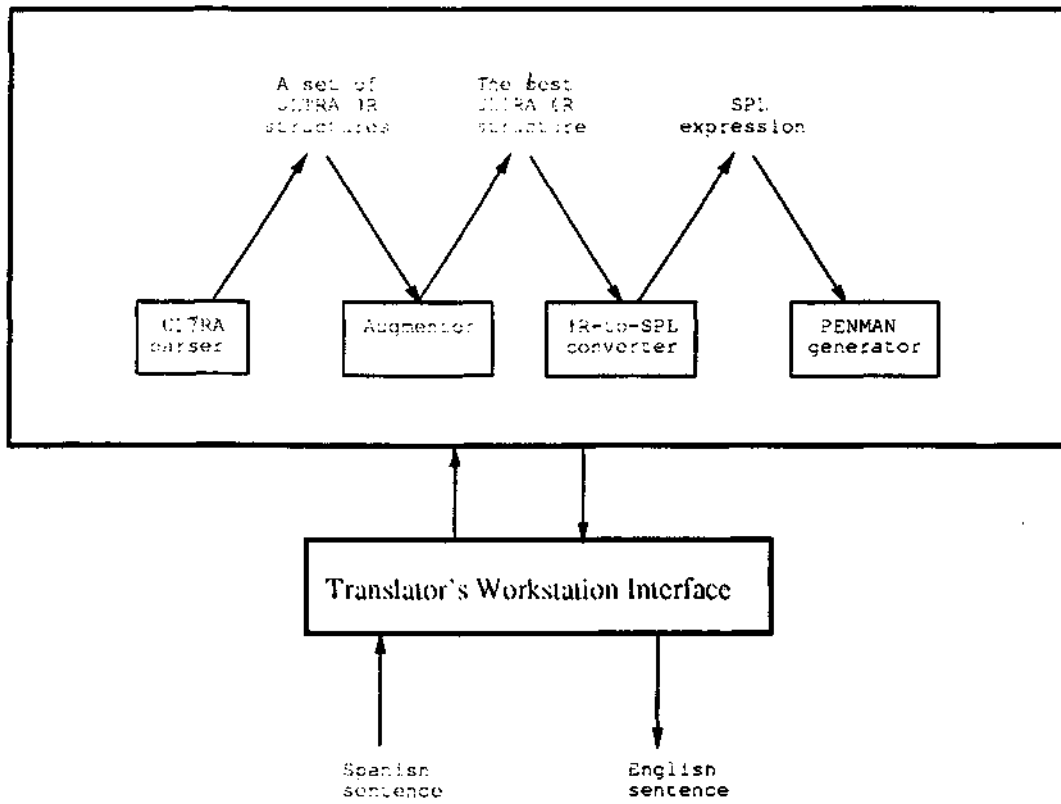 A set of
ULTRA IR
structures
The best
ULTRA IR
structure
SPL
expression
ULTRA
parser
Augmentor
IR-to-SPL
converter
PENMAN
generator
Translator's Workstation Interface
Spanish
sentence
English
sentence